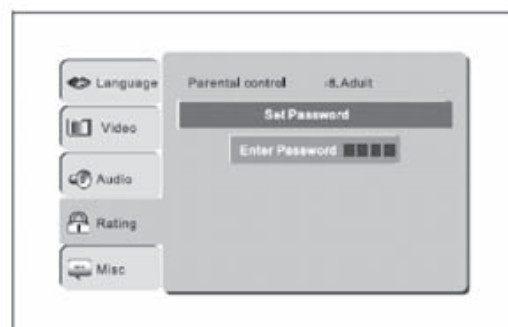 Language
Parental control :8.Adult
Set Password
Video
Enter Password
Audio
Rating
Misc